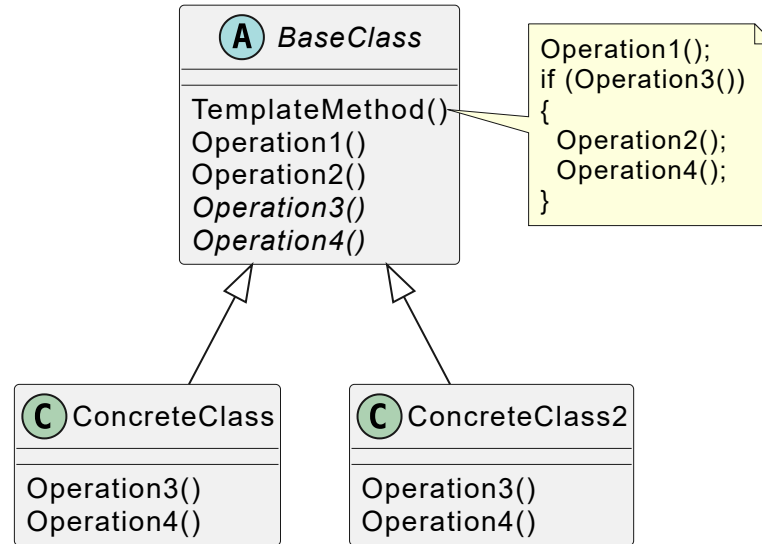 A BaseClass
TemplateMethod()
Operation1()
Operation2()
Operation3()
Operation4()
Operation1();
if (Operation3())
{
Operation2();
Operation4();
}
C ConcreteClass
Operation3()
Operation4()
C ConcreteClass2
Operation3()
Operation4()